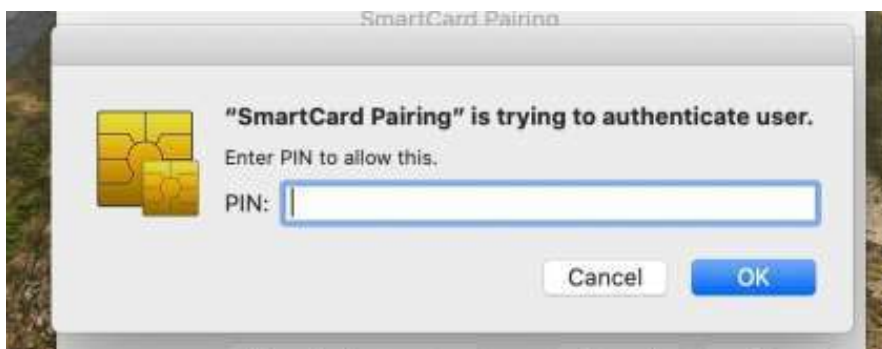 SmartCard Pairing
"SmartCard Pairing" is trying to authenticate user.
Enter PIN to allow this.
PIN:
Cancel
OK